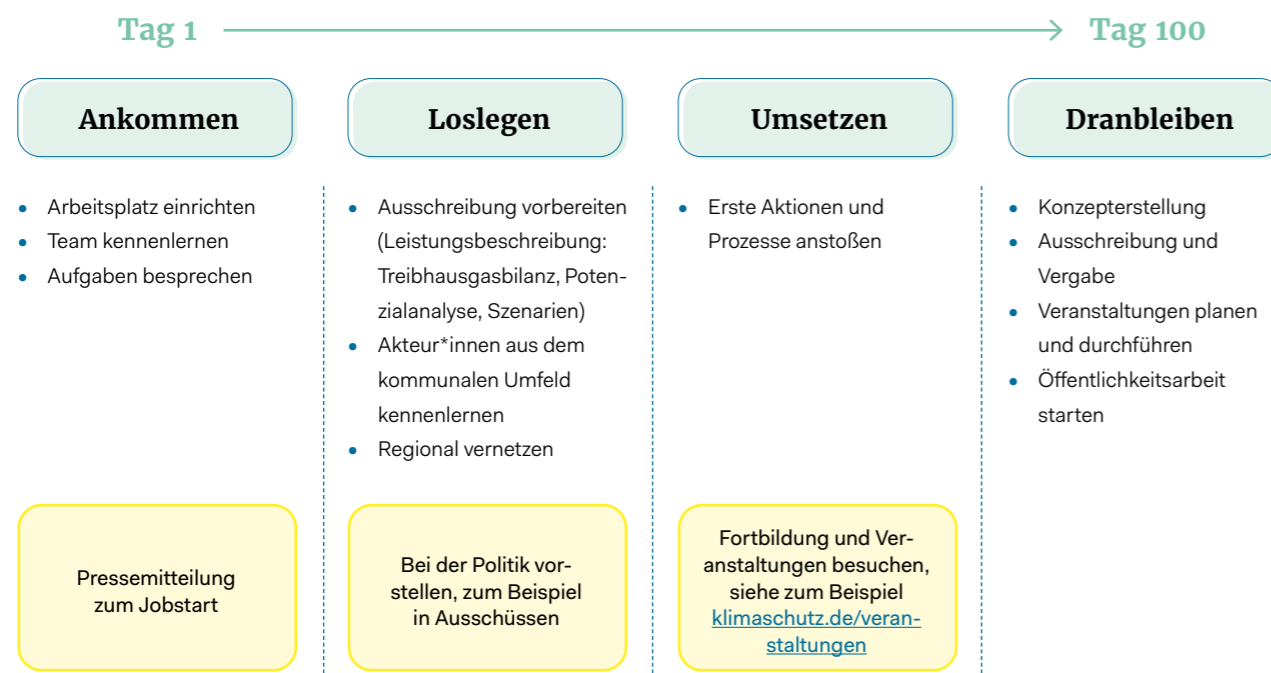 Tag 1
Tag 100
Ankommen
Arbeitsplatz einrichten
Team kennenlernen
Aufgaben besprechen
Pressemitteilung
zum Jobstart
Loslegen
Ausschreibung vorbereiten
(Leistungsbeschreibung:
Treibhausgasbilanz, Poten-
zialanalyse, Szenarien)
Akteur*innen aus dem
kommunalen Umfeld
kennenlernen
Regional vernetzen
Bei der Politik vor-
stellen, zum Beispiel
in Ausschüssen
Umsetzen
Erste Aktionen und
Prozesse anstoßen
Fortbildung und Ver-
anstaltungen besuchen,
siehe zum Beispiel
klimaschutz.de/veran-
staltungen
Dranbleiben
Konzepterstellung
Ausschreibung und
Vergabe
Veranstaltungen planen
und durchführen
Öffentlichkeitsarbeit
starten